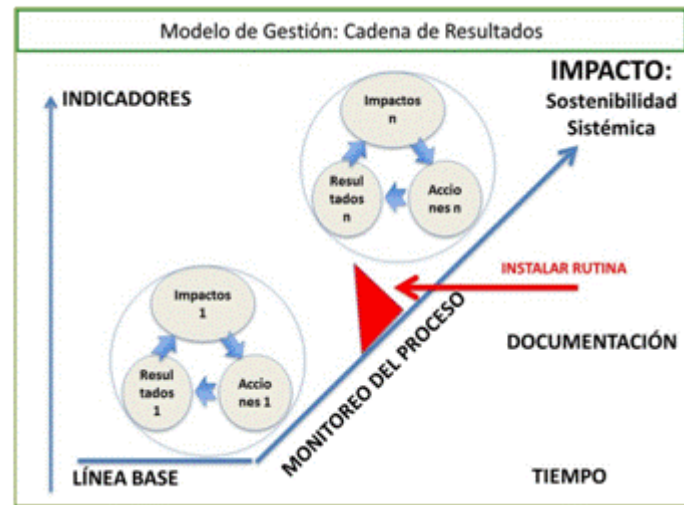 Modelo de Gestión: Cadena de Resultados
IMPACTO:
Sostenibilidad
Sistémica
INDICADORES
Impactos
n
Resul
tados
n
Accio
nes n
INSTALAR RUTINA
Impactos
1
Resul
tados
1
Accio
nes 1
MONITOREO DEL PROCESO
DOCUMENTACIÓN
LÍNEA BASE
TIEMPO